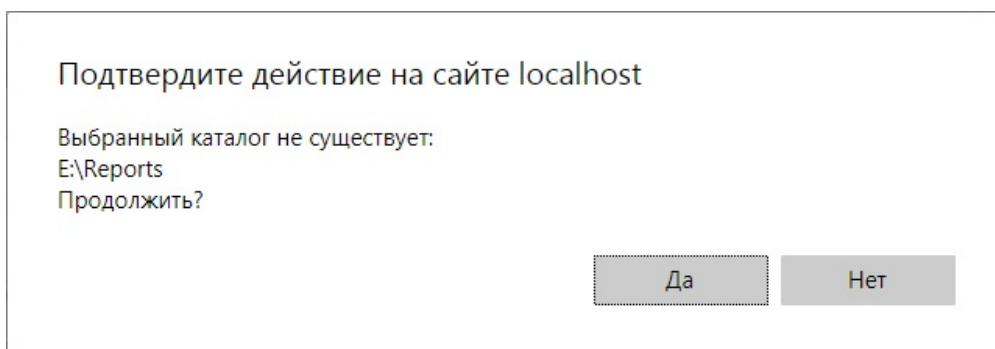 Подтвердите действие на сайте localhost
Выбранный каталог не существует:
E:\Reports
Продолжить?
Да
Нет